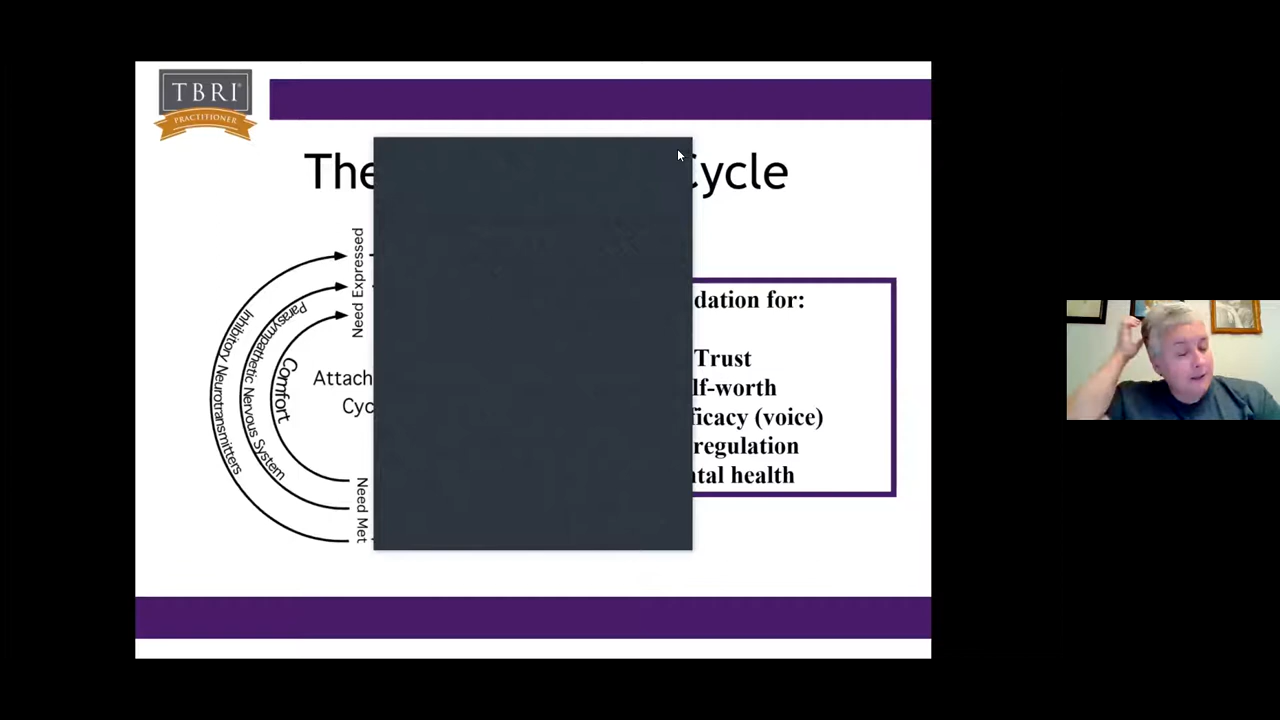 TBRI®
PRACTITIONER
The Cycle
Need Expressed
Inhibitory Neurotransmitters
Parasympathetic Nervous System
Comfort
Attach
Cyc
Need Met
dation for:
Trust
lf-worth
ficacy (voice)
regulation
ntal health